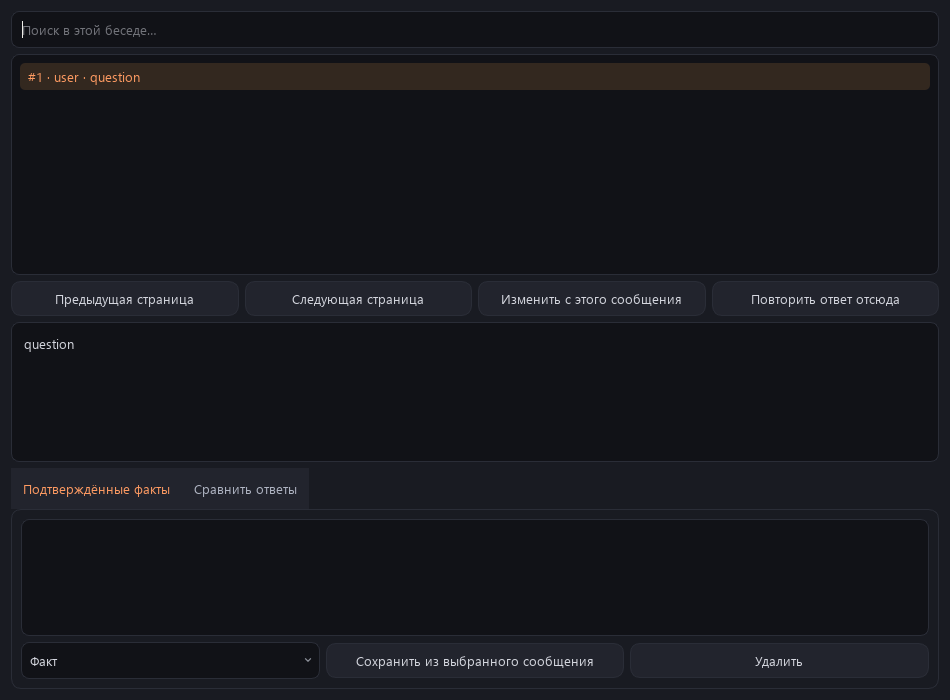 Поиск в этой беседе...
#1 · user · question
Предыдущая страница
Следующая страница
Изменить с этого сообщения
Повторить ответ отсюда
question
Подтверждённые факты
Сравнить ответы
Факт
Сохранить из выбранного сообщения
Удалить